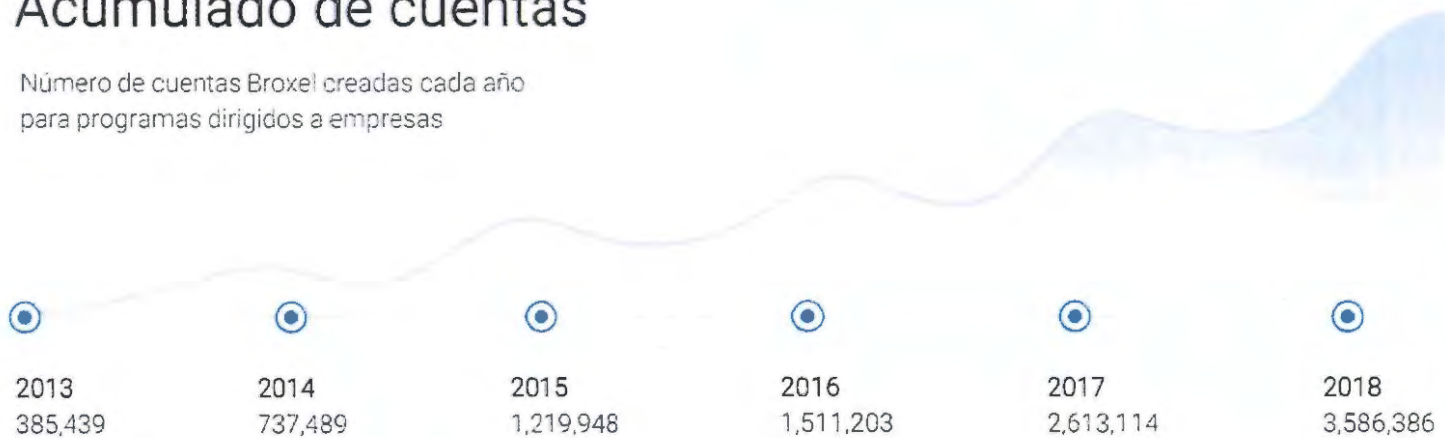 Acumulado de cuentas
Número de cuentas Broxel creadas cada año
para programas dirigidos a empresas
2013 2014 2015 2016 2017 2018
385,439 737,489 1,219,948 1,511,203 2,613,114 3,586,386